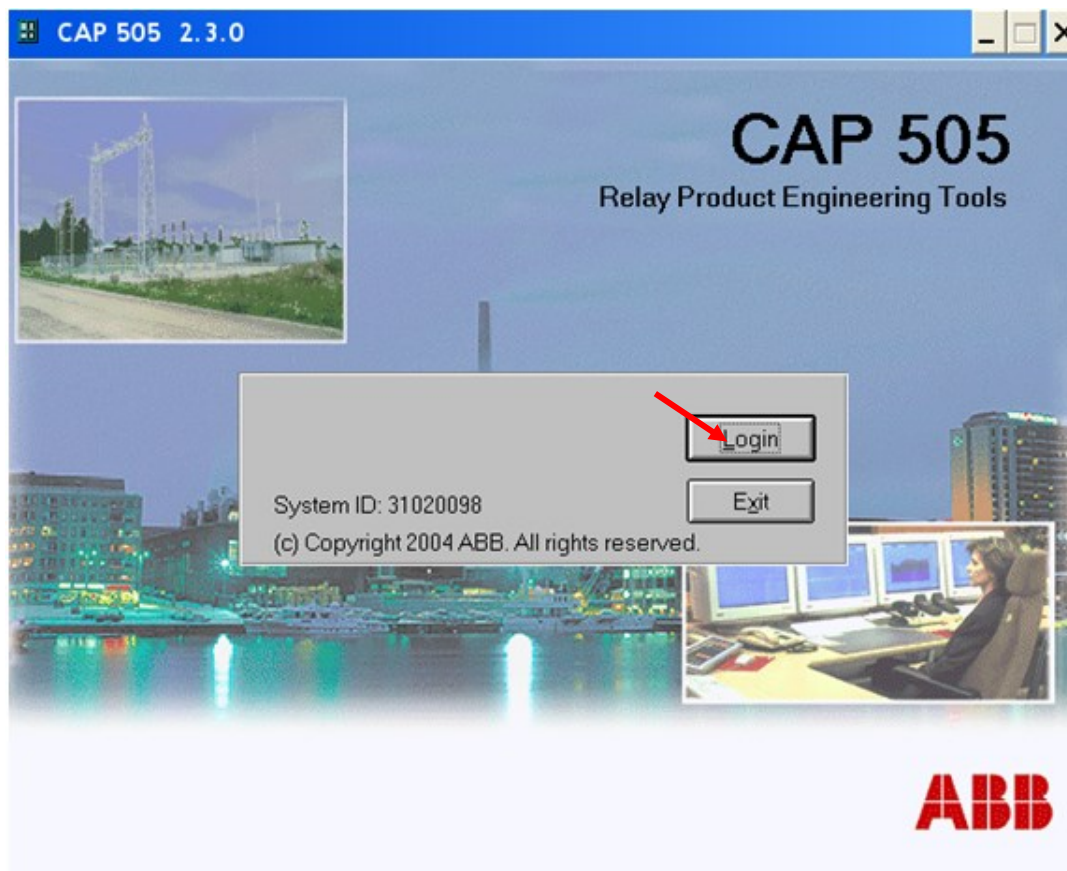 CAP 505 2.3.0
CAP 505
Relay Product Engineering Tools
Login
System ID: 31020098
Exit
(c) Copyright 2004 ABB. All rights reserved.
ABB